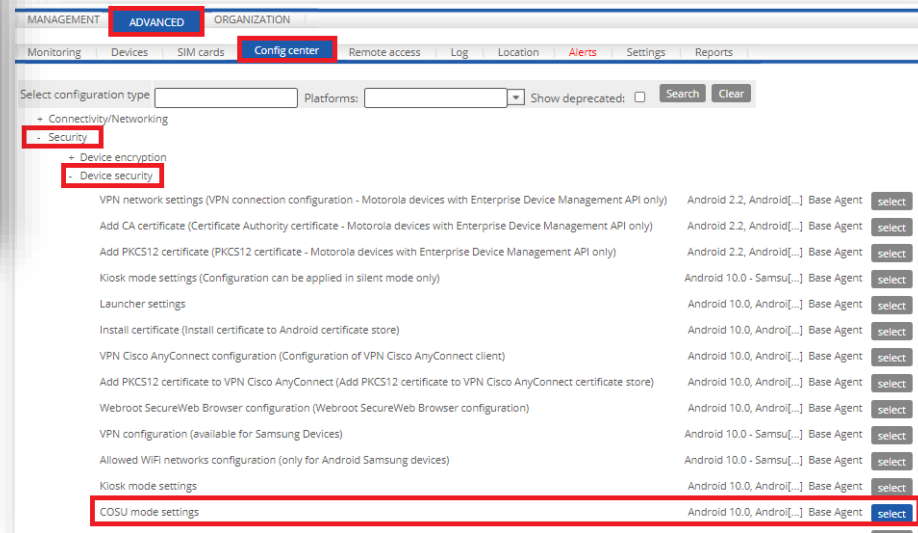 MANAGEMENT ADVANCED ORGANIZATION
Monitoring Devices SIM cards Config center Remote access Log Location Alerts Settings Reports
Select configuration type Platforms: Show deprecated: Search Clear
+ Connectivity/Networking
- Security
+ Device encryption
- Device security
VPN network settings (VPN connection configuration - Motorola devices with Enterprise Device Management API only) Android 2.2, Android[...] Base Agent select
Add CA certificate (Certificate Authority certificate - Motorola devices with Enterprise Device Management API only) Android 2.2, Android[...] Base Agent select
Add PKCS12 certificate (PKCS12 certificate - Motorola devices with Enterprise Device Management API only) Android 2.2, Android[...] Base Agent select
Kiosk mode settings (Configuration can be applied in silent mode only) Android 10.0 - Samsu[...] Base Agent select
Launcher settings Android 10.0, Androi[...] Base Agent select
Install certificate (Install certificate to Android certificate store) Android 10.0, Androi[...] Base Agent select
VPN Cisco AnyConnect configuration (Configuration of VPN Cisco AnyConnect client) Android 10.0, Androi[...] Base Agent select
Add PKCS12 certificate to VPN Cisco AnyConnect (Add PKCS12 certificate to VPN Cisco AnyConnect certificate store) Android 10.0, Androi[...] Base Agent select
Webroot SecureWeb Browser configuration (Webroot SecureWeb Browser configuration) Android 10.0, Androi[...] Base Agent select
VPN configuration (available for Samsung Devices) Android 10.0 - Samsu[...] Base Agent select
Allowed WiFi networks configuration (only for Android Samsung devices) Android 10.0 - Samsu[...] Base Agent select
Kiosk mode settings Android 10.0, Androi[...] Base Agent select
COSU mode settings Android 10.0, Androi[...] Base Agent select